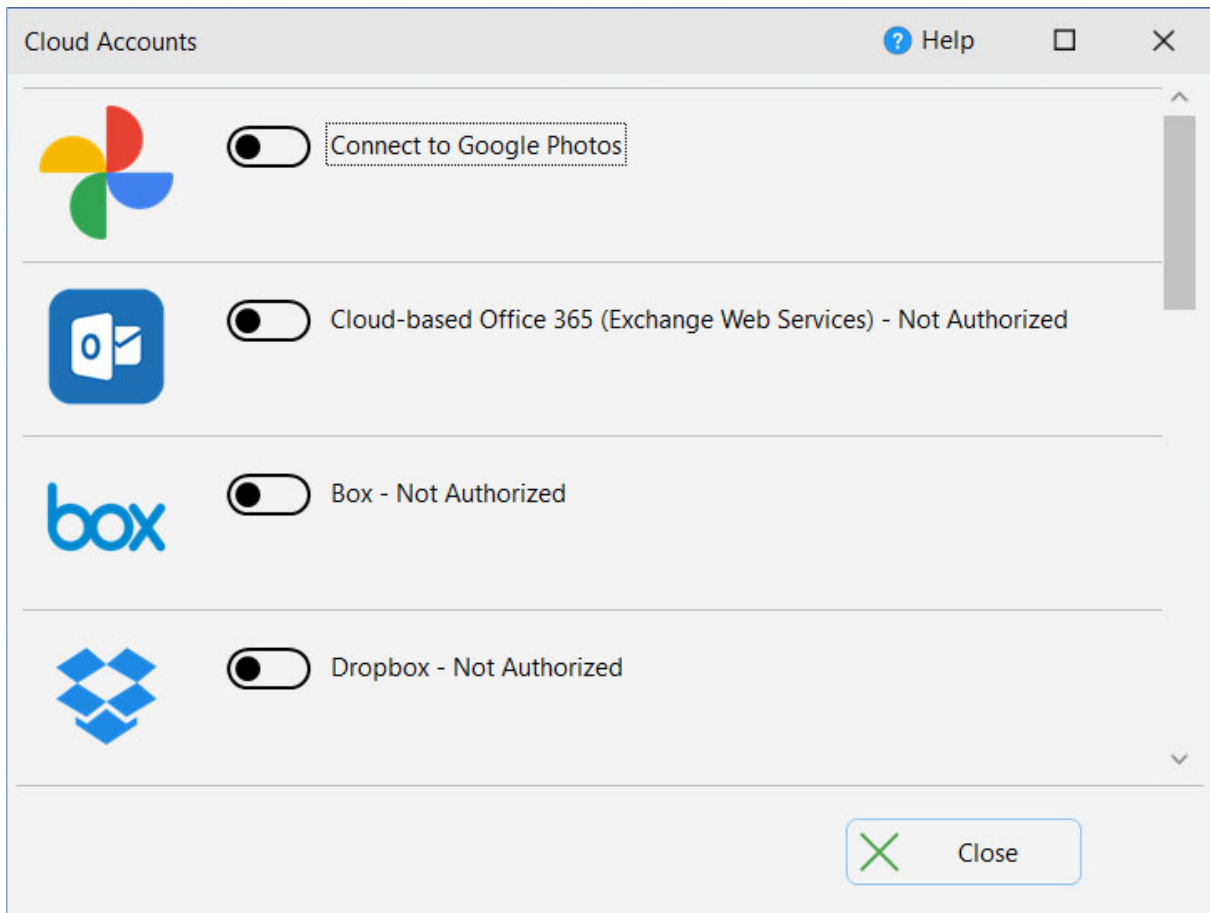 Cloud Accounts
? Help
Connect to Google Photos
Cloud-based Office 365 (Exchange Web Services) - Not Authorized
o
box
Box - Not Authorized
Dropbox - Not Authorized
Close